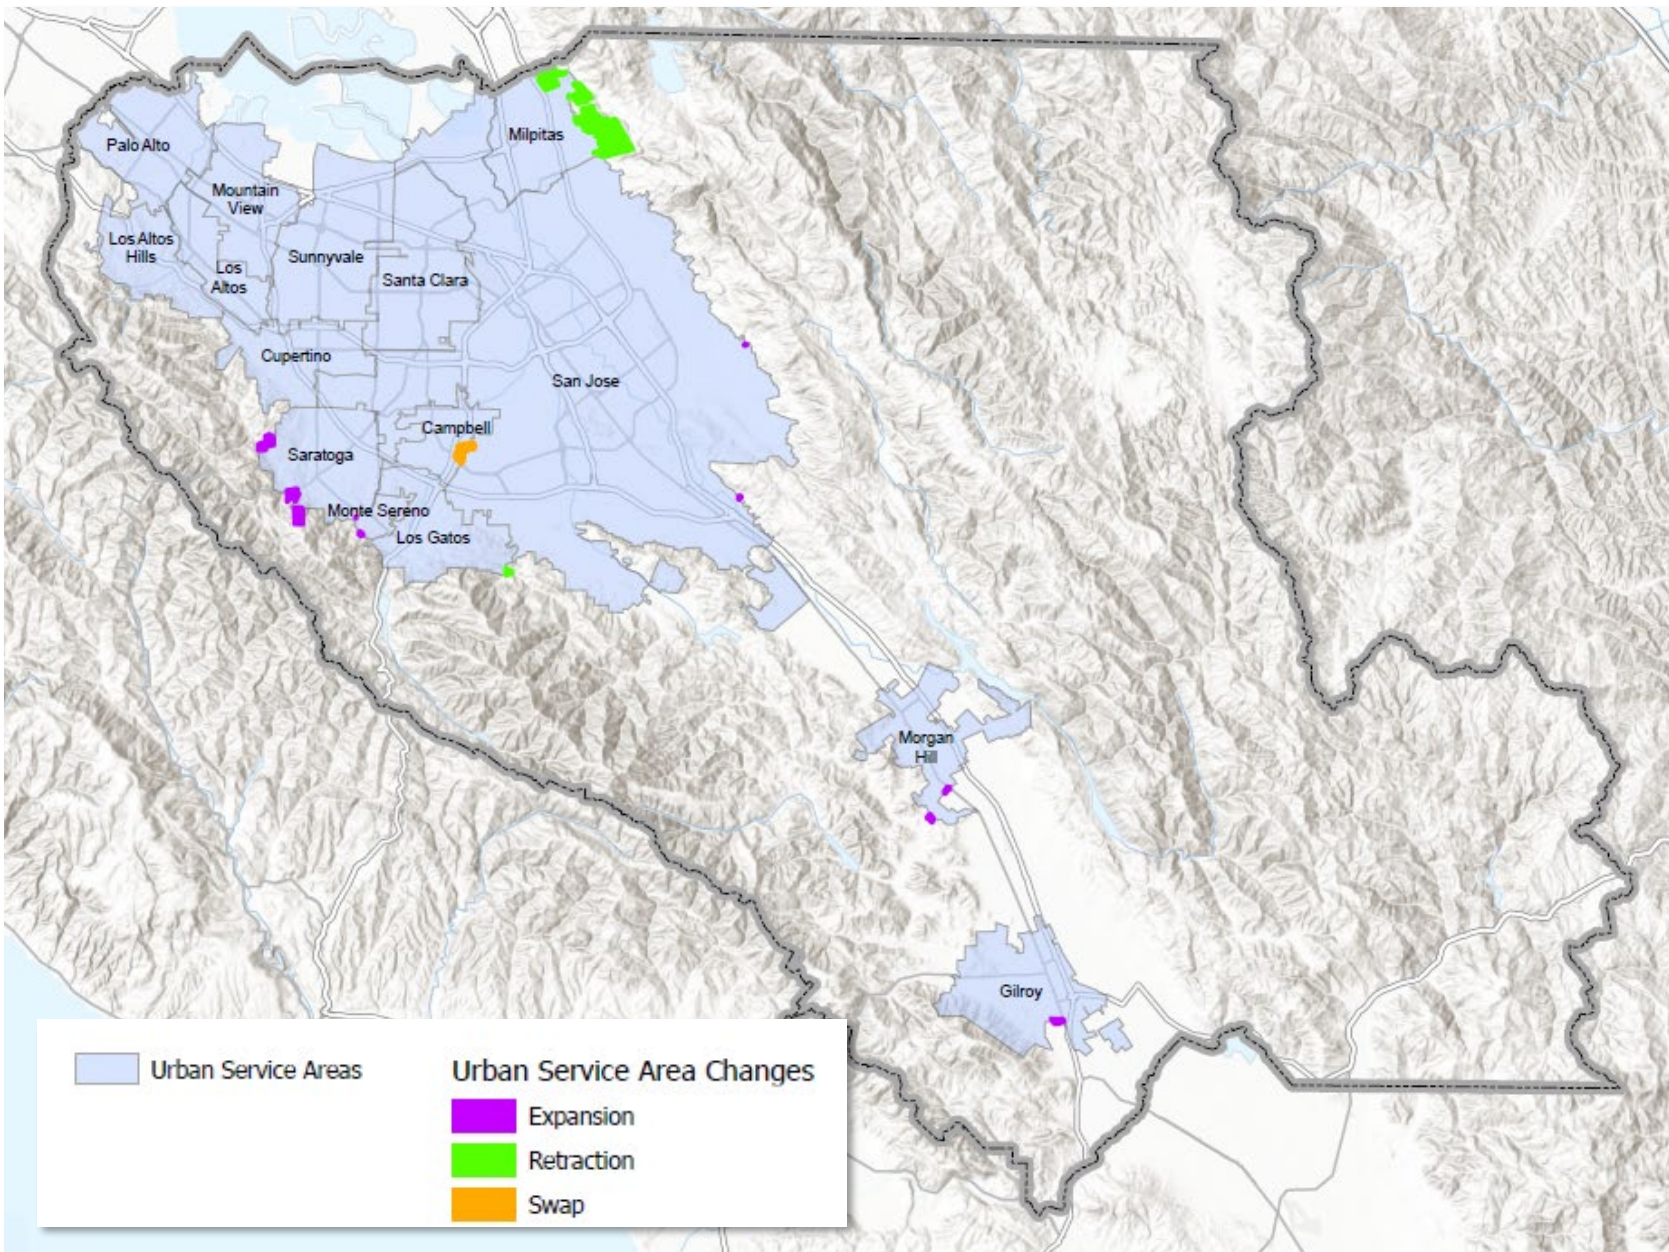 Palo Alto
Milpitas
Mountain
View
Los Altos
Hills
Los
Altos
Sunnyvale
Santa Clara
Cupertino
San Jose
Campbell
Saratoga
Monte Sereno
Los Gatos
Morgan
Hill
Gilroy
Urban Service Areas
Urban Service Area Changes
Expansion
Retraction
Swap